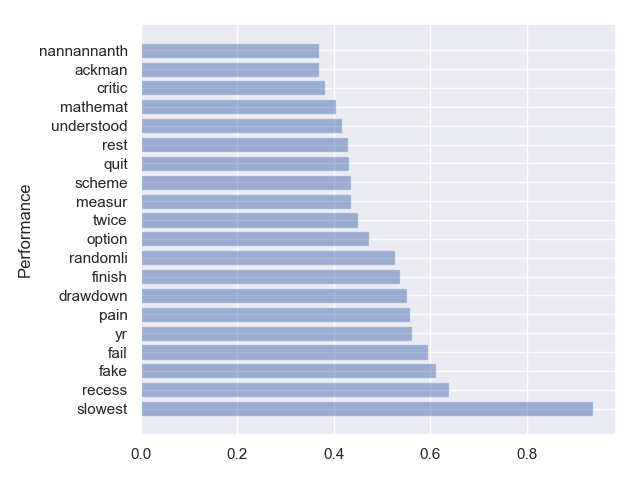 nannannanth
ackman
critic
mathemat
understood
rest
quit
scheme
measur
twice
option
randomli
finish
drawdown
pain
yr
fail
fake
recess
slowest
Performance
0.0 0.2 0.4 0.6 0.8